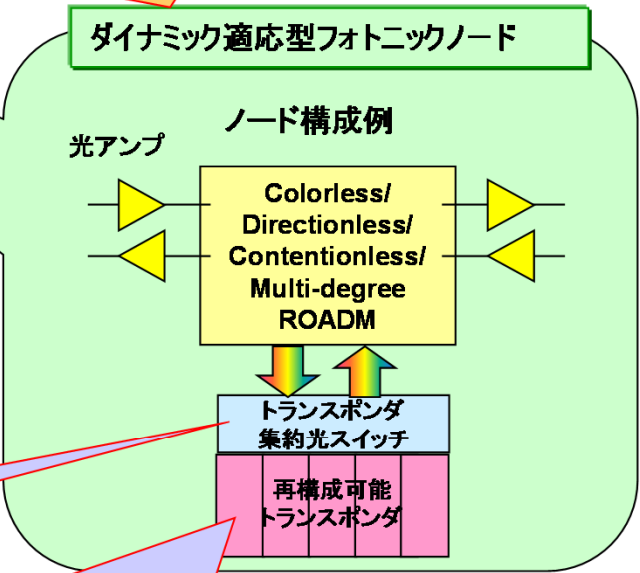 ダイナミック適応型フォトニックノード
ノード構成例
光アンプ
Colorless/
Directionless/
Contentionless/
Multi-degree
ROADM
トランスポンダ
集約光スイッチ
再構成可能
トランスポンダ